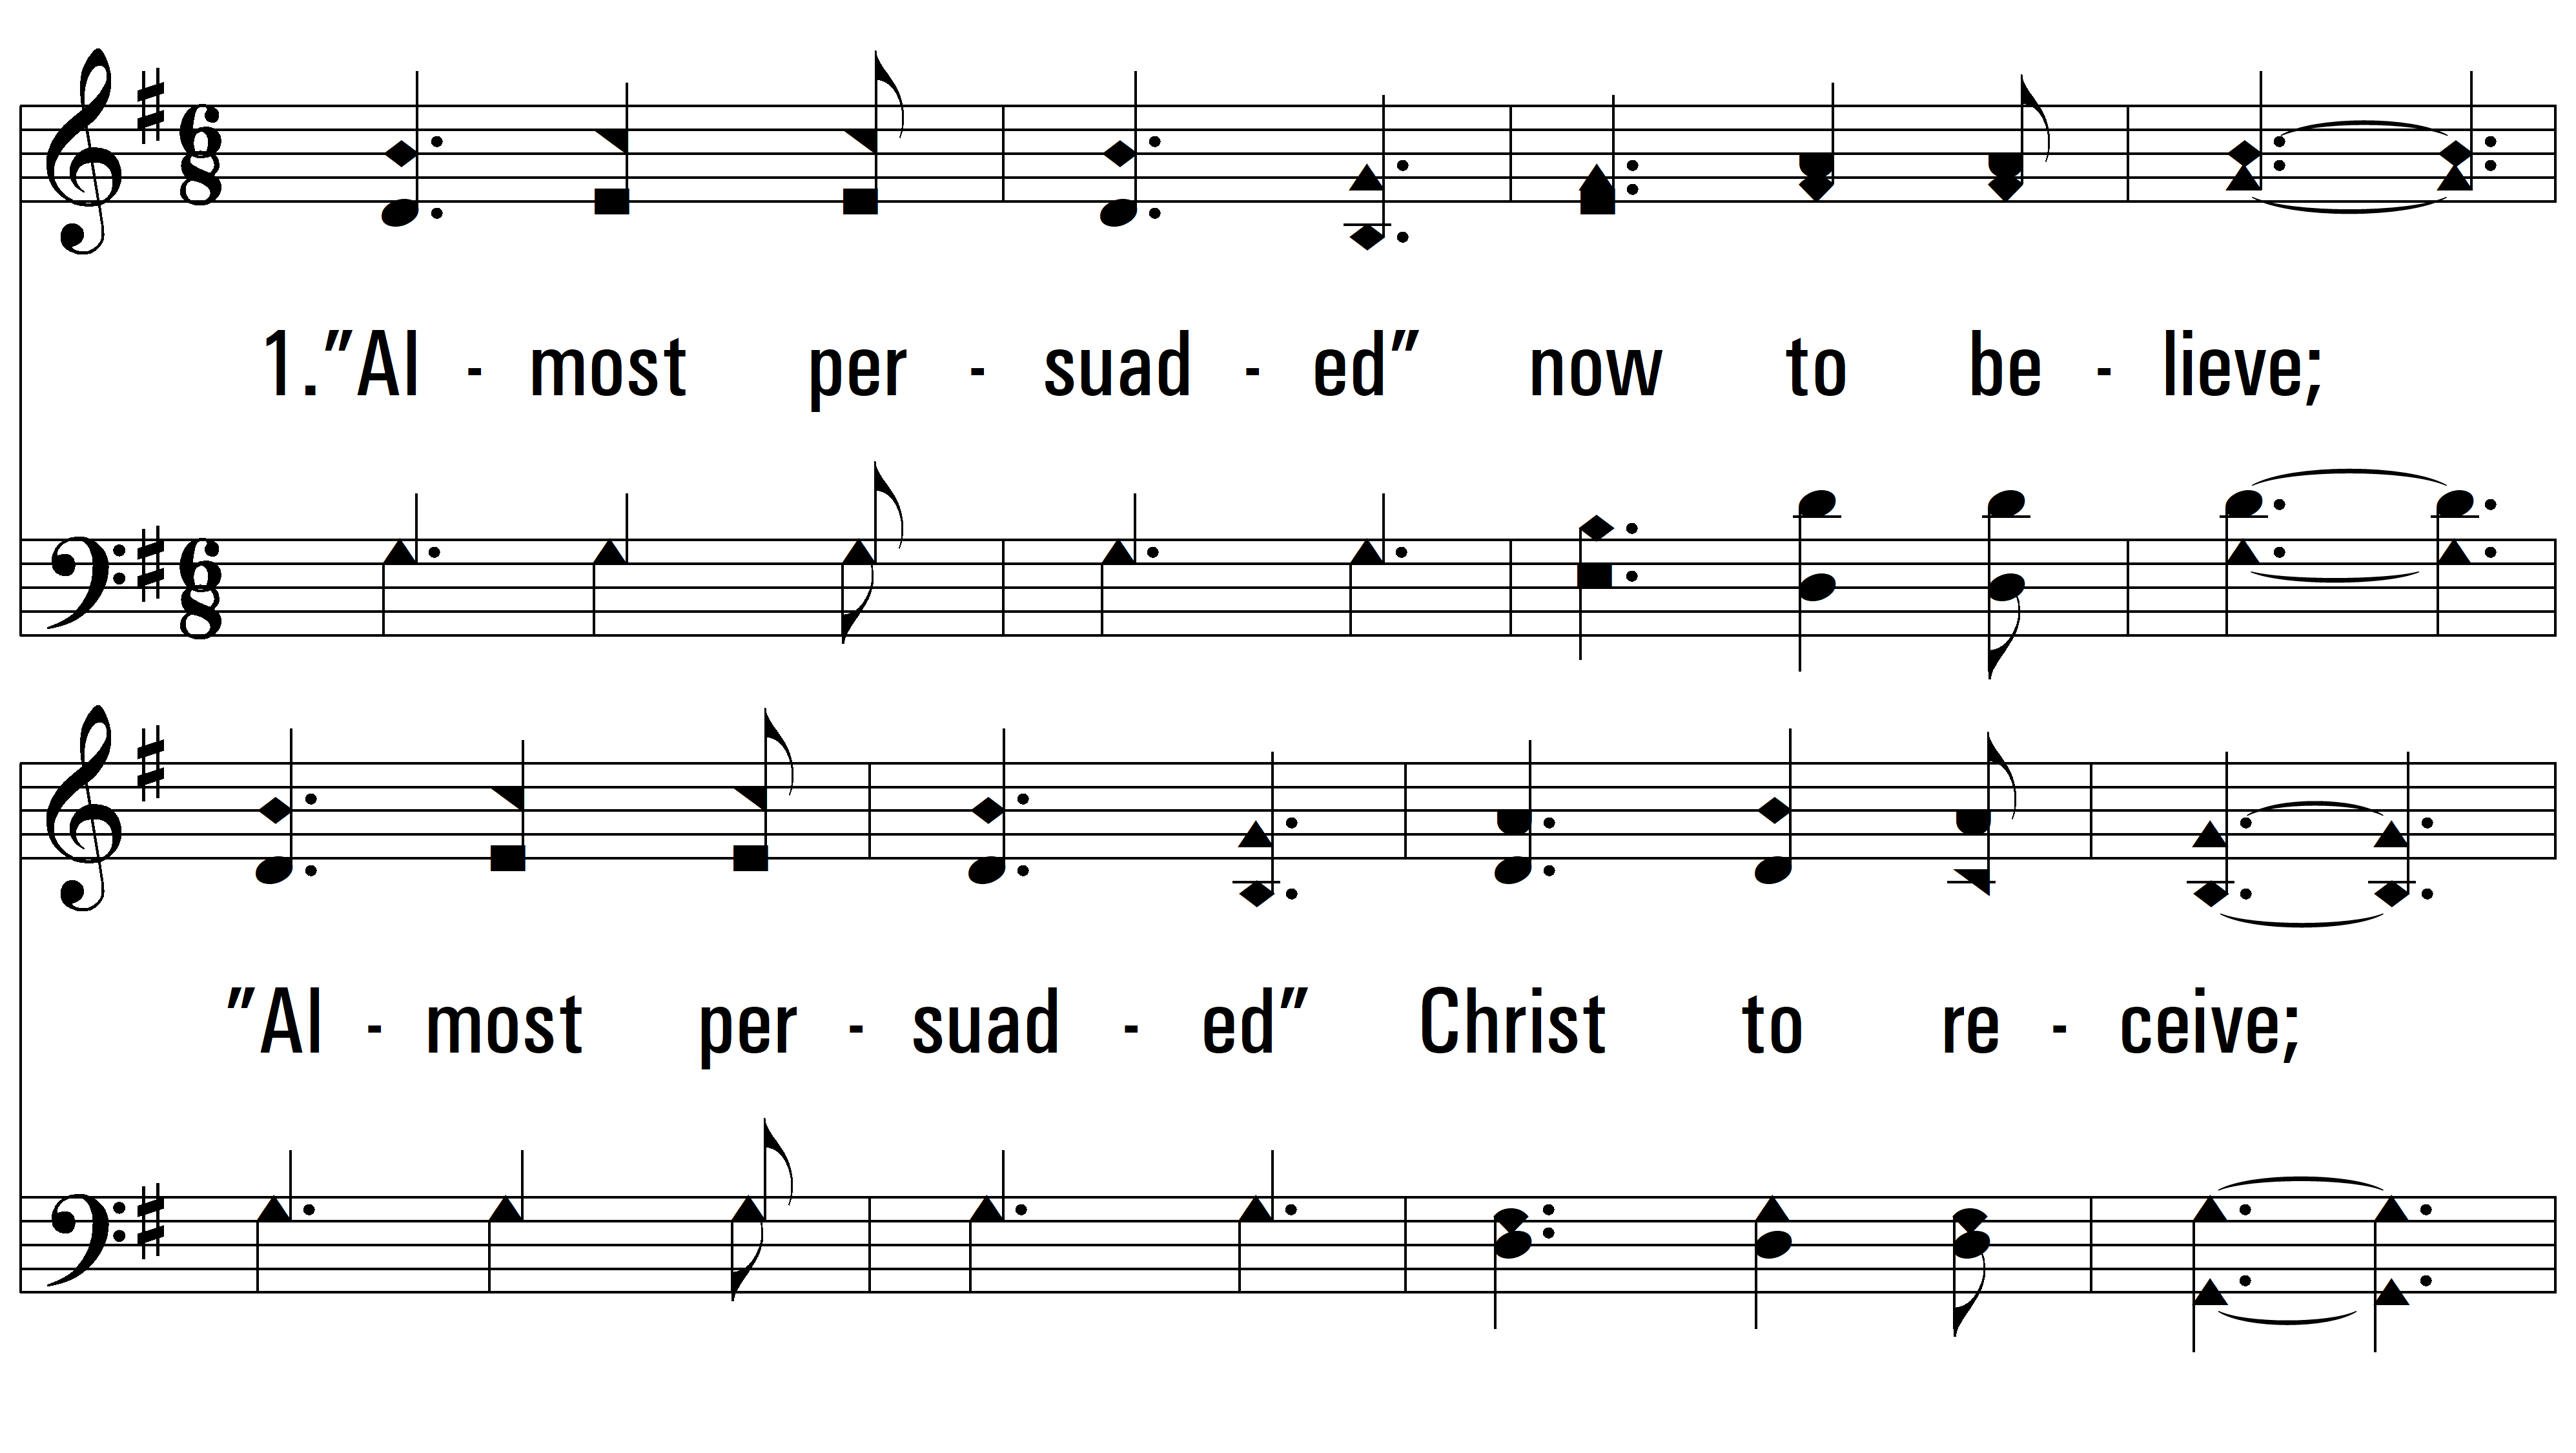 1."Al - most per - suad - ed" now to be - lieve;
"Al - most per - suad - ed" Christ to re - ceive;